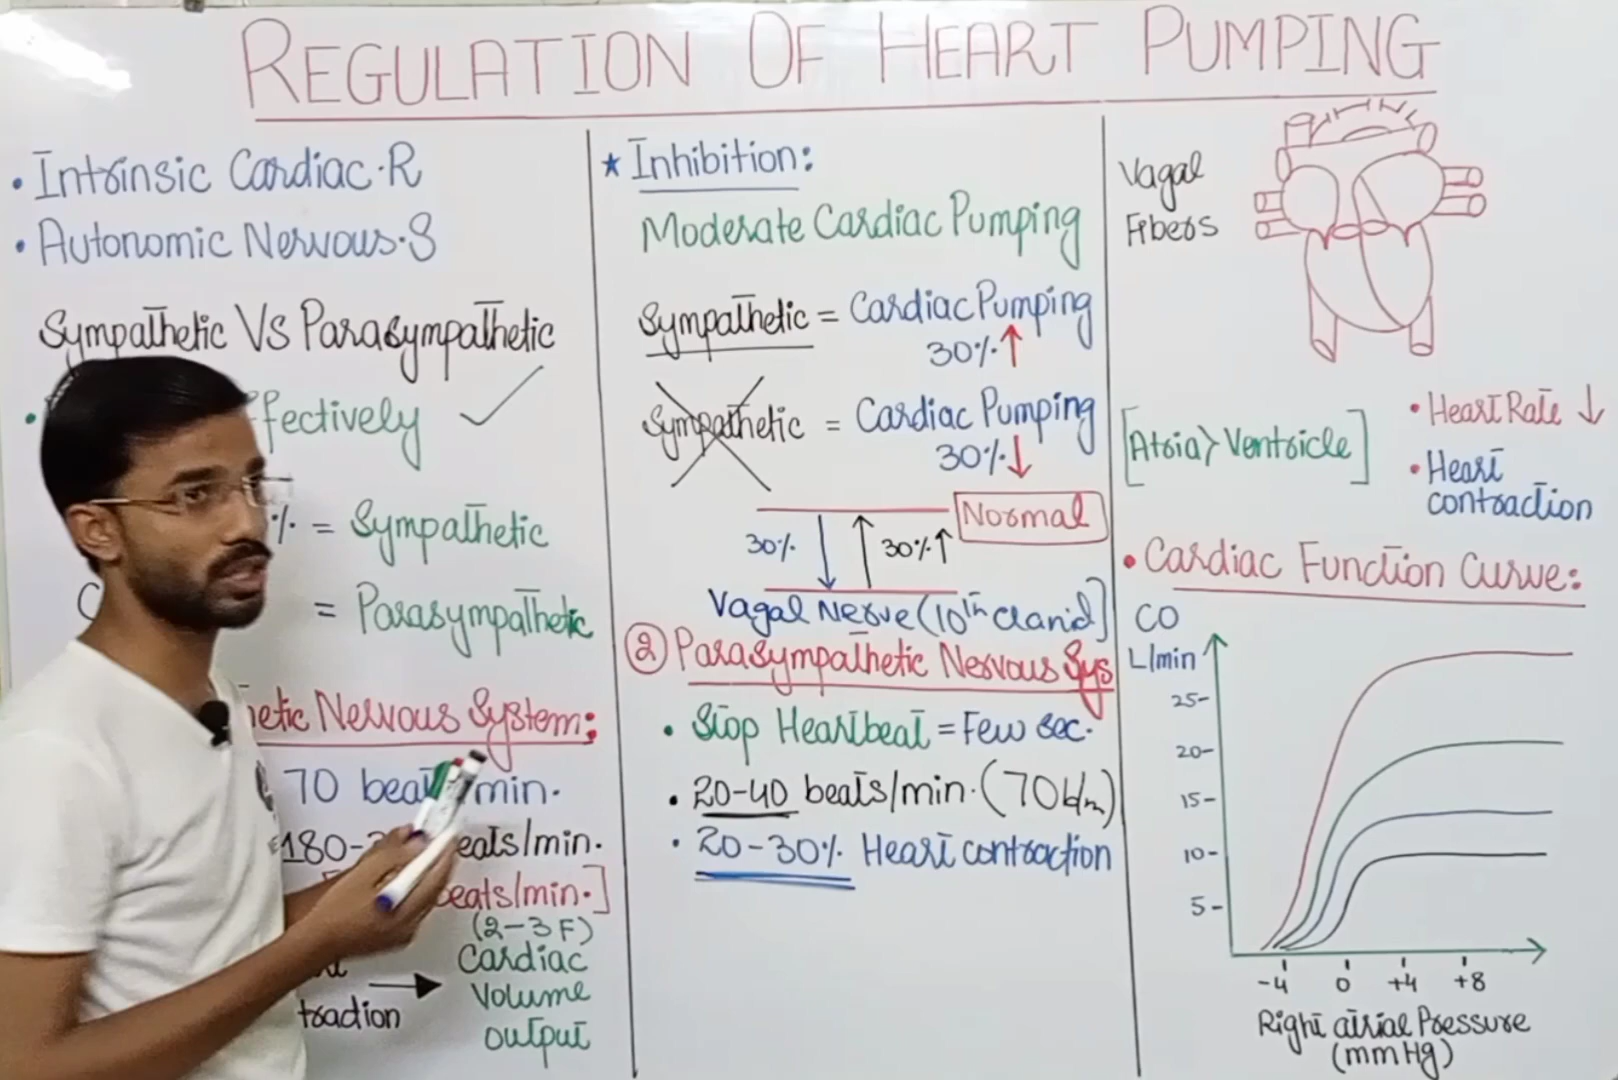 REGULATION OF HEART PUMPING
• Intrinsic Cardiac.R
• Autonomic Nervous.S
Sympathetic Vs Parasympathetic
ffectively ✓
% = Sympathetic
= Parasympathetic
etic Nervous System:
70 beat/min.
180- eats/min.
beats/min.]
(2-3 F)
Cardiac
Volume
output
traction →
★ Inhibition:
Moderate Cardiac Pumping
Sympathetic = Cardiac Pumping
30% ↑
Sympathetic = Cardiac Pumping
30% ↓
Normal
30% ↓ ↑ 30% ↑
Vagal Nerve (10th Clanid]
② Parasympathetic Nervous Sys
• Stop Heartbeat = Few sec.
• 20-40 beats/min. (70b/m)
• 20-30% Heart contraction
Vagal
Fibers
[Atria > Ventricle]
• Heart Rate ↓
• Heart
contraction
• Cardiac Function Curve:
CO
L/min
25-
20-
15-
10-
5-
-4 0 +4 +8
Right atrial Pressure
(mmHg)